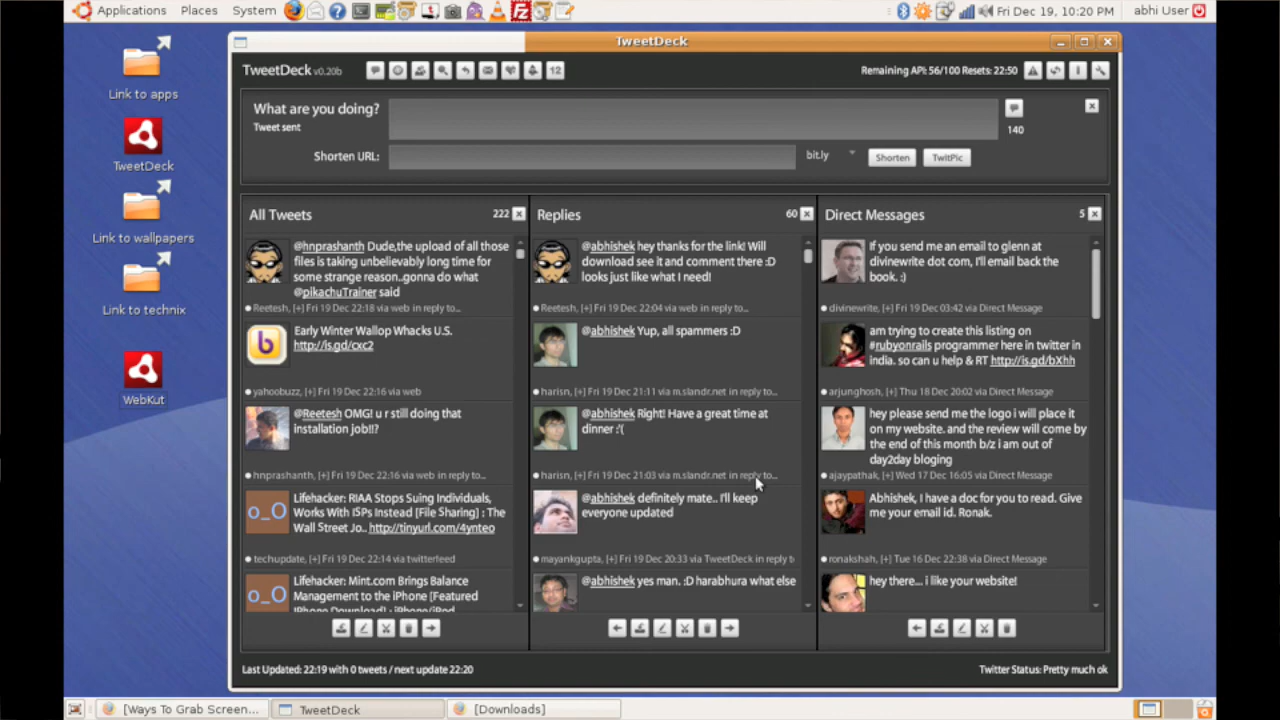 Applications Places System
Fri Dec 19, 10:20 PM abhi User
Link to apps
TweetDeck
Link to wallpapers
Link to technix
WebKut
TweetDeck
TweetDeck v0.20b
12
Remaining API: 56/100 Resets: 22:50
What are you doing?
Tweet sent
140
Shorten URL:
bit.ly
Shorten
TwitPic
All Tweets 222
@hnprashanth Dude,the upload of all those
files is taking unbelievably long time for
some strange reason..gonna do what
@pikachuTrainer said
Reetesh, [+] Fri 19 Dec 22:18 via web in reply to...
Early Winter Wallop Whacks U.S.
http://is.gd/cxc2
yahoobuzz, [+] Fri 19 Dec 22:16 via web
@Reetesh OMG! u r still doing that
installation job!!?
hnprashanth, [+] Fri 19 Dec 22:16 via web in reply to...
o_O
Lifehacker: RIAA Stops Suing Individuals,
Works With ISPs Instead [File Sharing] : The
Wall Street Jo.. http://tinyurl.com/4ynteo
techupdate, [+] Fri 19 Dec 22:14 via twitterfeed
o_O
Lifehacker: Mint.com Brings Balance
Management to the iPhone [Featured
IPhone Download] : iPhone/iPod
Replies 60
@abhishek hey thanks for the link! Will
download see it and comment there :D
looks just like what I need!
Reetesh, [+] Fri 19 Dec 22:04 via web in reply to...
@abhishek Yup, all spammers :D
harisn, [+] Fri 19 Dec 21:11 via m.slandr.net in reply to...
@abhishek Right! Have a great time at
dinner :'(
harisn, [+] Fri 19 Dec 21:03 via m.slandr.net in reply to...
@abhishek definitely mate.. I'll keep
everyone updated
mayankgupta, [+] Fri 19 Dec 20:33 via TweetDeck in reply t
@abhishek yes man. :D harabhura what else
Direct Messages 5
If you send me an email to glenn at
divinewrite dot com, I'll email back the
book. :)
divinewrite, [+] Fri 19 Dec 03:42 via Direct Message
am trying to create this listing on
#rubyonrails programmer here in twitter in
india. so can u help & RT http://is.gd/bXhh
arjunghosh, [+] Thu 18 Dec 20:02 via Direct Message
hey please send me the logo i will place it
on my website. and the review will come by
the end of this month b/z i am out of
day2day blogging
ajaypathak, [+] Wed 17 Dec 16:05 via Direct Message
Abhishek, I have a doc for you to read. Give
me your email id. Ronak.
ronakshah, [+] Tue 16 Dec 22:38 via Direct Message
hey there... i like your website!
Last Updated: 22:19 with 0 tweets / next update 22:20
Twitter Status: Pretty much ok
[Ways To Grab Screen...
TweetDeck
[Downloads]